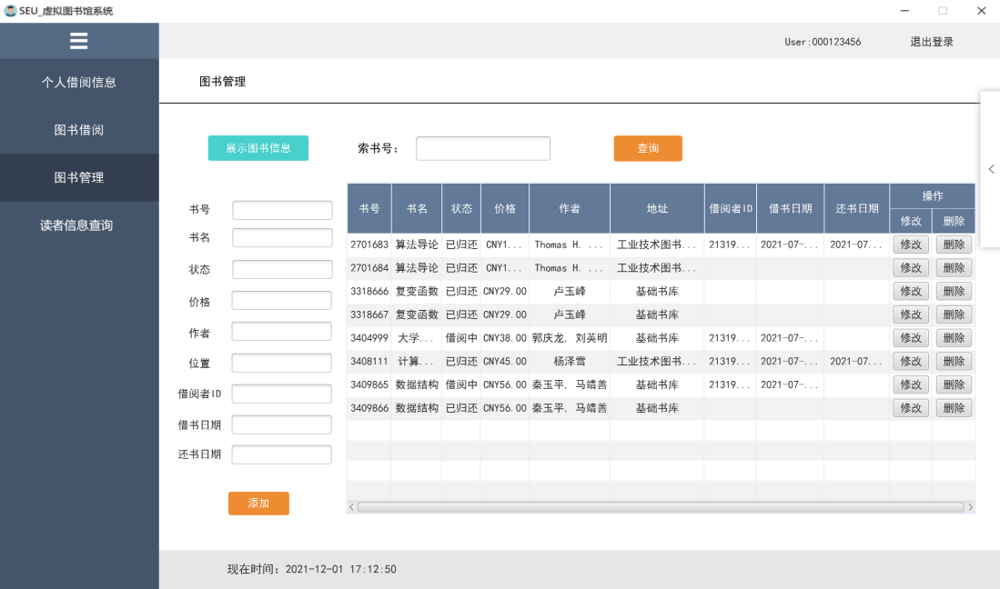 SEU_虚拟图书馆系统
User:000123456 退出登录
个人借阅信息
图书借阅
图书管理
读者信息查询
图书管理
展示图书信息 索书号： 查询
书号
书名
状态
价格
作者
位置
借阅者ID
借书日期
还书日期
添加
书号 书名 状态 价格 作者 地址 借阅者ID 借书日期 还书日期 操作
修改 删除
2701683 算法导论 已归还 CNY1... Thomas H. ... 工业技术图书... 21319... 2021-07-... 2021-07... 修改 删除
2701684 算法导论 已归还 CNY1... Thomas H. ... 工业技术图书... 修改 删除
3318666 复变函数 已归还 CNY29.00 卢玉峰 基础书库 修改 删除
3318667 复变函数 已归还 CNY29.00 卢玉峰 基础书库 修改 删除
3404999 大学... 借阅中 CNY38.00 郭庆龙, 刘英明 基础书库 21319... 2021-07-... 修改 删除
3408111 计算... 已归还 CNY45.00 杨泽雪 工业技术图书... 21319... 2021-07-... 2021-07... 修改 删除
3409865 数据结构 借阅中 CNY56.00 秦玉平, 马靖善 基础书库 21319... 2021-07-... 修改 删除
3409866 数据结构 已归还 CNY56.00 秦玉平, 马靖善 基础书库 修改 删除
现在时间：2021-12-01 17:12:50